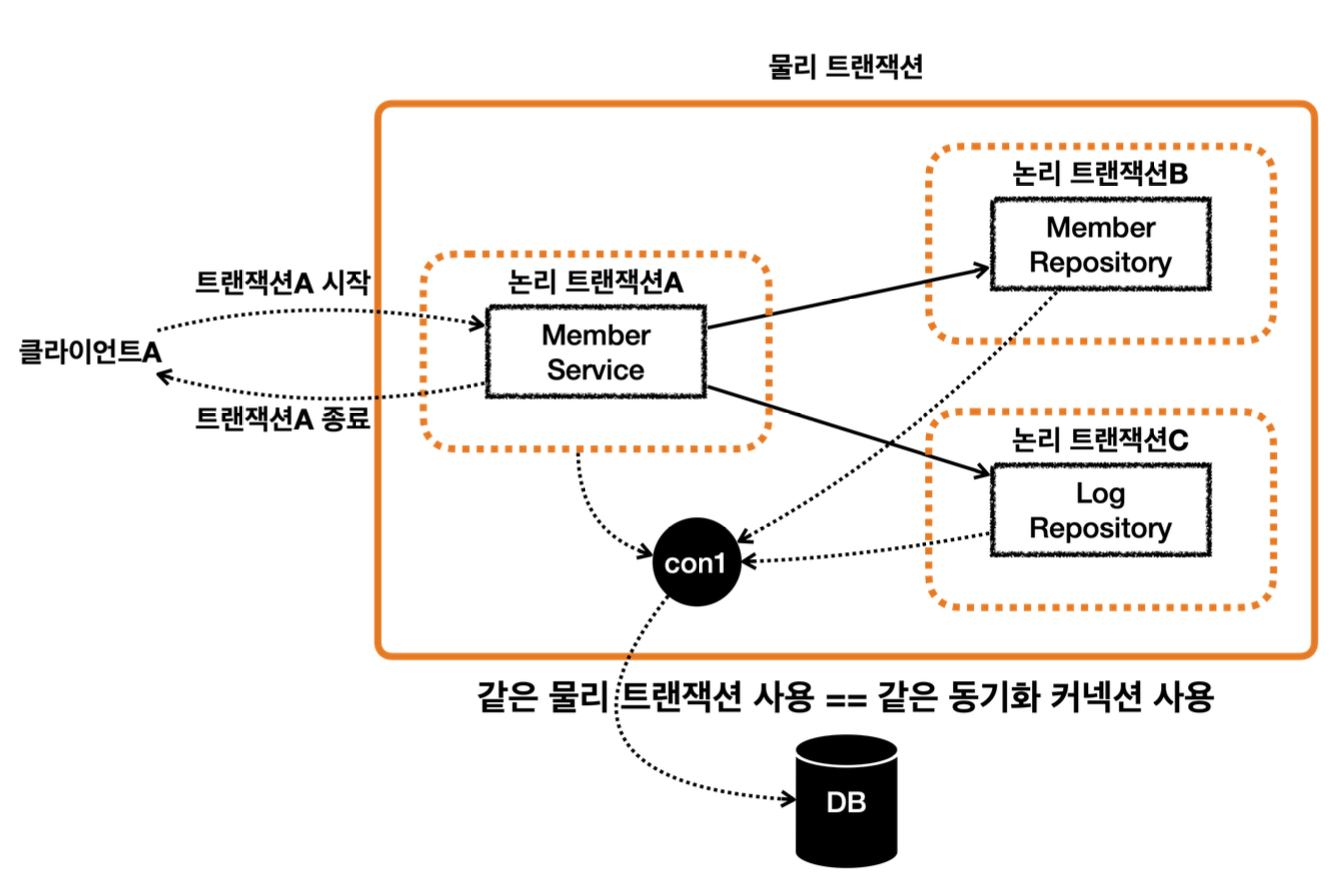 물리 트랜잭션
논리 트랜잭션B
Member
Repository
논리 트랜잭션A
Member
Service
트랜잭션A 시작
클라이언트A
트랜잭션A 종료
논리 트랜잭션C
Log
Repository
con1
같은 물리 트랜잭션 사용 == 같은 동기화 커넥션 사용
DB